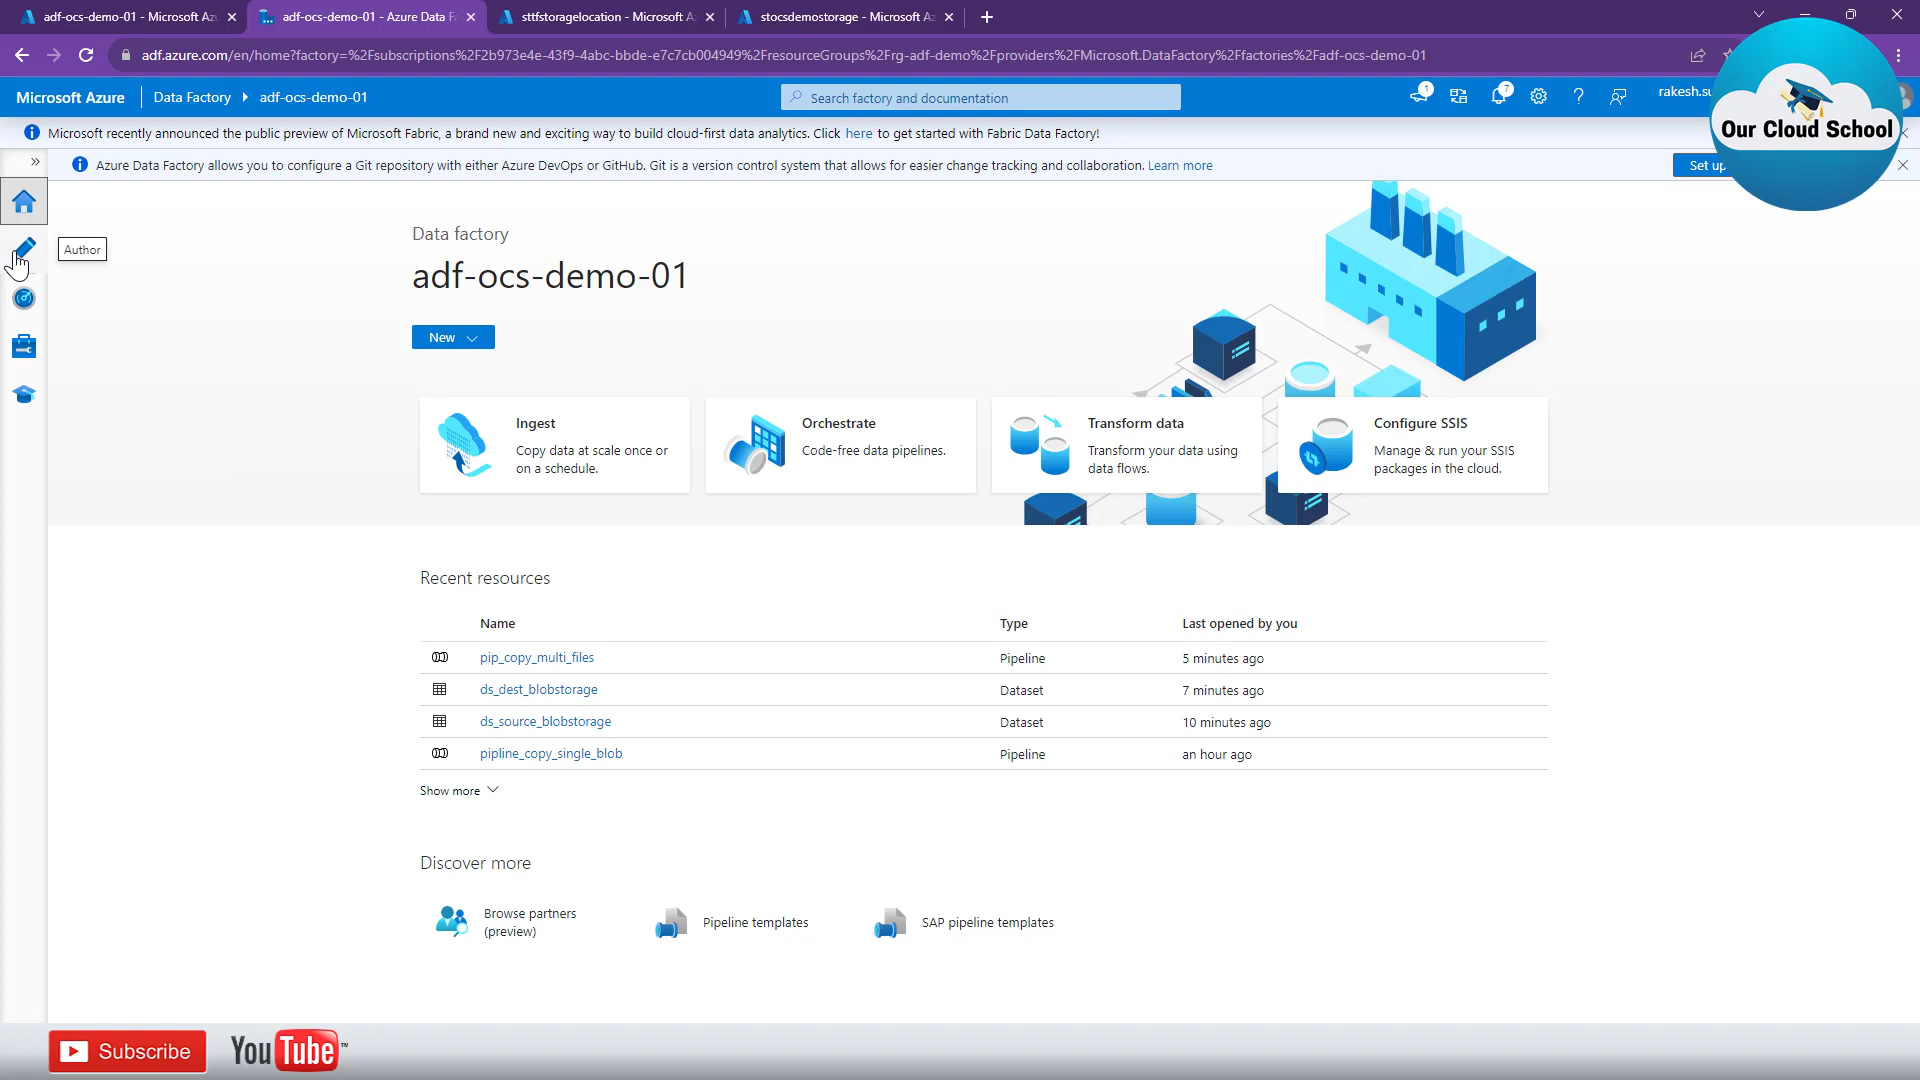 adf-ocs-demo-01 - Microsoft Az
adf-ocs-demo-01 - Azure Data F
sttfstoragelocation - Microsoft A
stocsdemostorage - Microsoft Az
adf.azure.com/en/home?factory=%2Fsubscriptions%2F2b973e4e-43f9-4abc-bbde-e7c7cb004949%2FresourceGroups%2Frg-adf-demo%2Fproviders%2FMicrosoft.DataFactory%2Ffactories%2Fadf-ocs-demo-01
Microsoft Azure
Data Factory
adf-ocs-demo-01
Search factory and documentation
1
7
rakesh.su
Our Cloud School
Microsoft recently announced the public preview of Microsoft Fabric, a brand new and exciting way to build cloud-first data analytics. Click here to get started with Fabric Data Factory!
Azure Data Factory allows you to configure a Git repository with either Azure DevOps or GitHub. Git is a version control system that allows for easier change tracking and collaboration. Learn more
Set up
Author
Data factory
adf-ocs-demo-01
New
Ingest
Copy data at scale once or
on a schedule.
Orchestrate
Code-free data pipelines.
Transform data
Transform your data using
data flows.
Configure SSIS
Manage & run your SSIS
packages in the cloud.
Recent resources
Name Type Last opened by you
pip_copy_multi_files Pipeline 5 minutes ago
ds_dest_blobstorage Dataset 7 minutes ago
ds_source_blobstorage Dataset 10 minutes ago
pipline_copy_single_blob Pipeline an hour ago
Show more
Discover more
Browse partners
(preview)
Pipeline templates
SAP pipeline templates
Subscribe
YouTube™